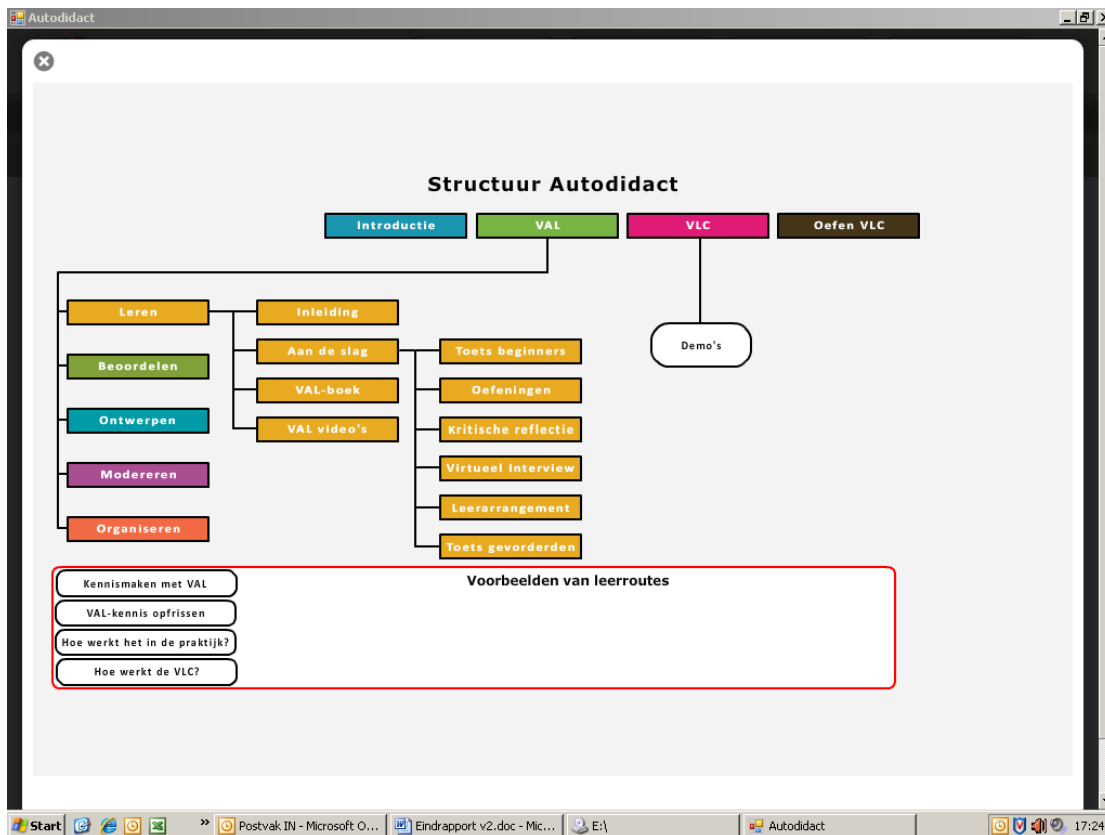 Autodidact
Structuur Autodidact
Introductie
VAL
VLC
Oefen VLC
Leren
Inleiding
Beoordelen
Aan de slag
Toets beginners
Demo's
VAL-boek
Oefeningen
Ontwerpen
VAL video's
Kritische reflectie
Modereren
Virtueel Interview
Leerarrangement
Organiseren
Toets gevorderden
Voorbeelden van leerroutes
Kennismaken met VAL
VAL-kennis opfrissen
Hoe werkt het in de praktijk?
Hoe werkt de VLC?
Start
»
Postvak IN - Microsoft O...
Eindrapport v2.doc - Mic...
E:\
Autodidact
17:24